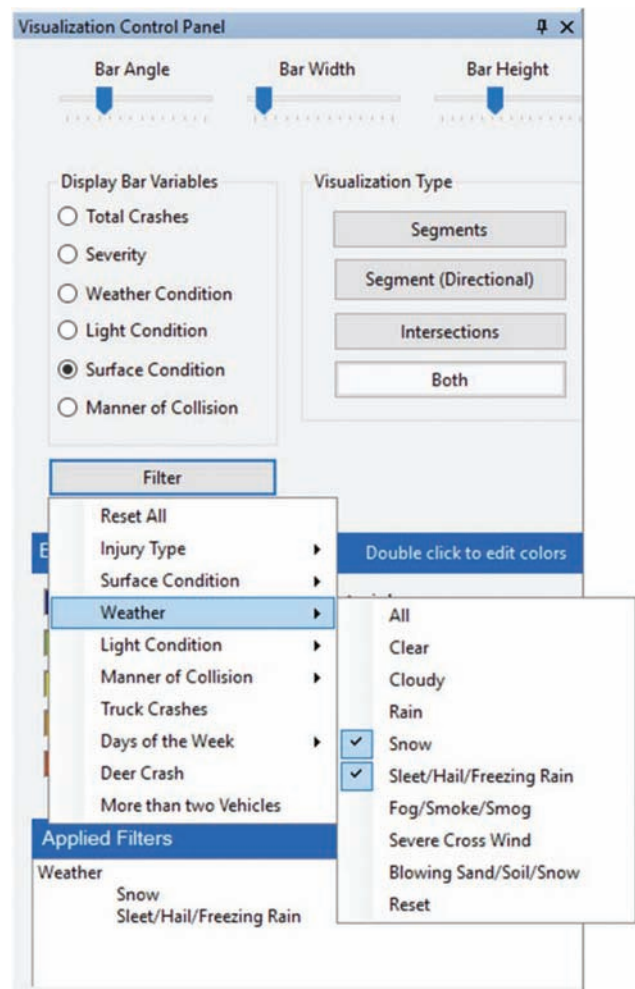 Visualization Control Panel
Bar Angle Bar Width Bar Height
Display Bar Variables
Total Crashes
Severity
Weather Condition
Light Condition
Surface Condition
Manner of Collision
Visualization Type
Segments
Segment (Directional)
Intersections
Both
Filter
Double click to edit colors
Reset All
Injury Type
Surface Condition
Weather
Light Condition
Manner of Collision
Truck Crashes
Days of the Week
Deer Crash
More than two Vehicles
All
Clear
Cloudy
Rain
Snow
Sleet/Hail/Freezing Rain
Fog/Smoke/Smog
Severe Cross Wind
Blowing Sand/Soil/Snow
Reset
Applied Filters
Weather
Snow
Sleet/Hail/Freezing Rain